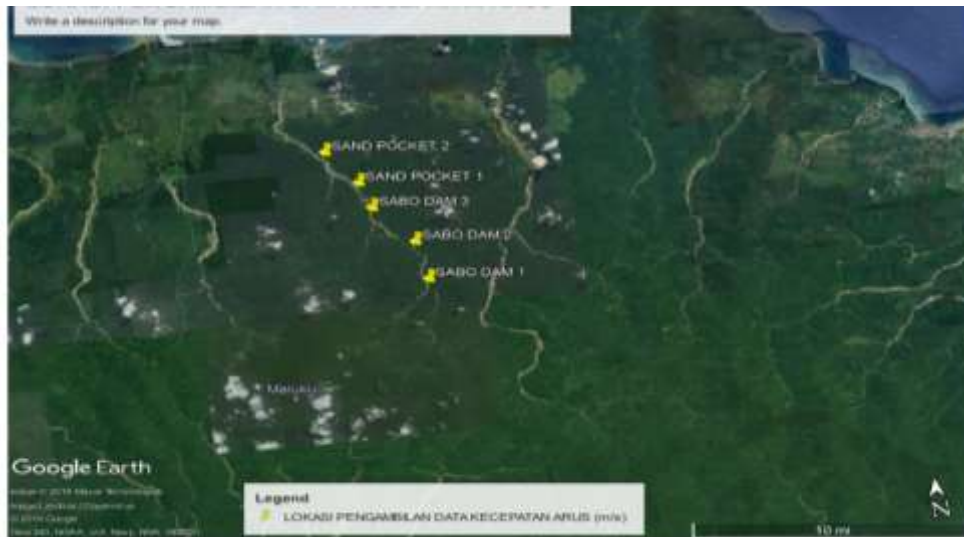 Write a description for your map.
SAND POCKET 2
SAND POCKET 1
SABO DAM 3
SABO DAM 2
SABO DAM 1
Maluku
Google Earth
Legend
LOKASI PENGAMBILAN DATA KECEPATAN ARUS (m/s)
N
10 mi